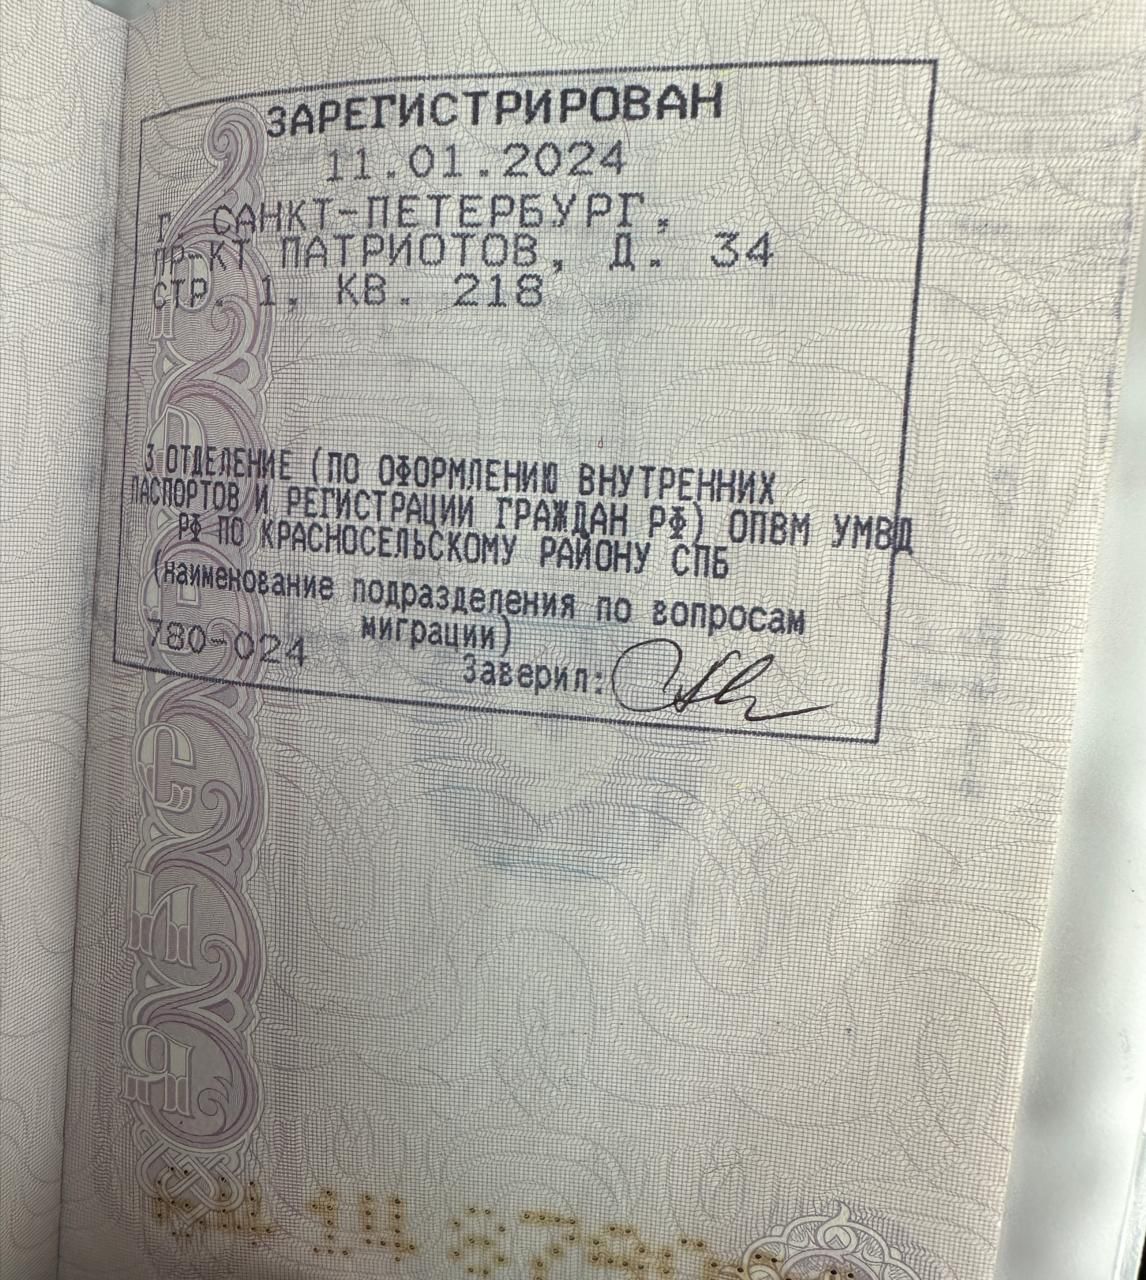 ЗАРЕГИСТРИРОВАН
11.01.2024
Г. САНКТ-ПЕТЕРБУРГ,
ПР-КТ ПАТРИОТОВ, Д. 34
СТР. 1, КВ. 218
3 ОТДЕЛЕНИЕ (ПО ОФОРМЛЕНИЮ ВНУТРЕННИХ
ПАСПОРТОВ И РЕГИСТРАЦИИ ГРАЖДАН РФ) ОПВМ УМВД
РФ ПО КРАСНОСЕЛЬСКОМУ РАЙОНУ СПБ
(наименование подразделения по вопросам
миграции)
780-024
Заверил: